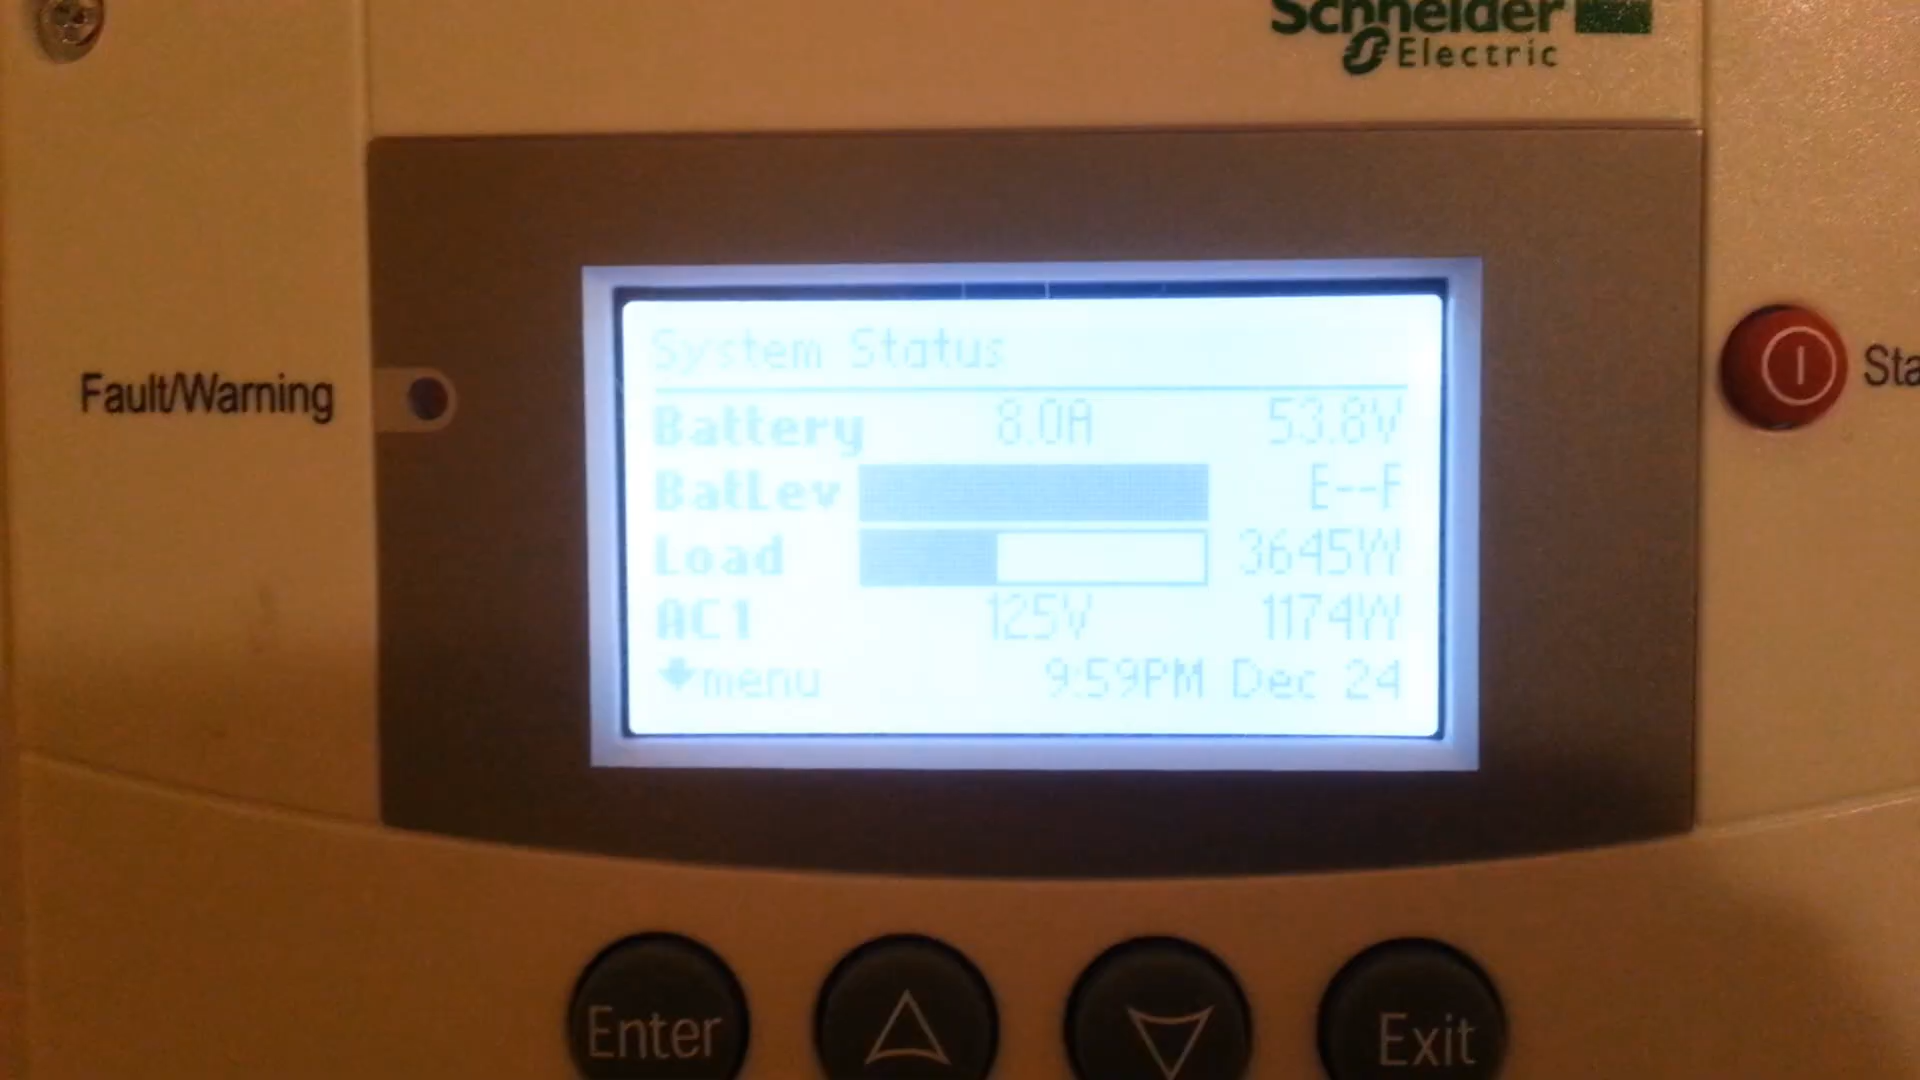 Schneider
Electric
Fault/Warning
System Status
Battery 8.0A 53.8V
BatLev E--F
Load 3645W
AC1 125V 1174W
menu 9:59PM Dec 24
Sta
Enter
Exit